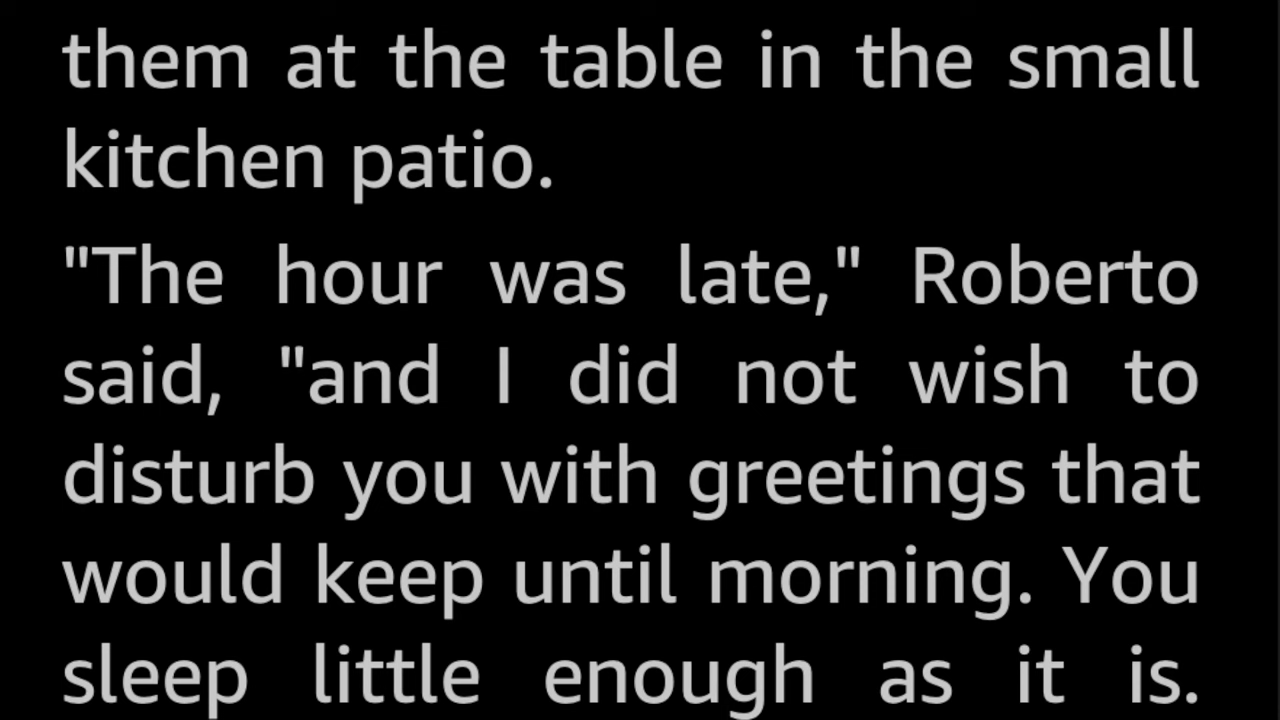 them at the table in the small
kitchen patio.
"The hour was late," Roberto
said, "and I did not wish to
disturb you with greetings that
would keep until morning. You
sleep little enough as it is.